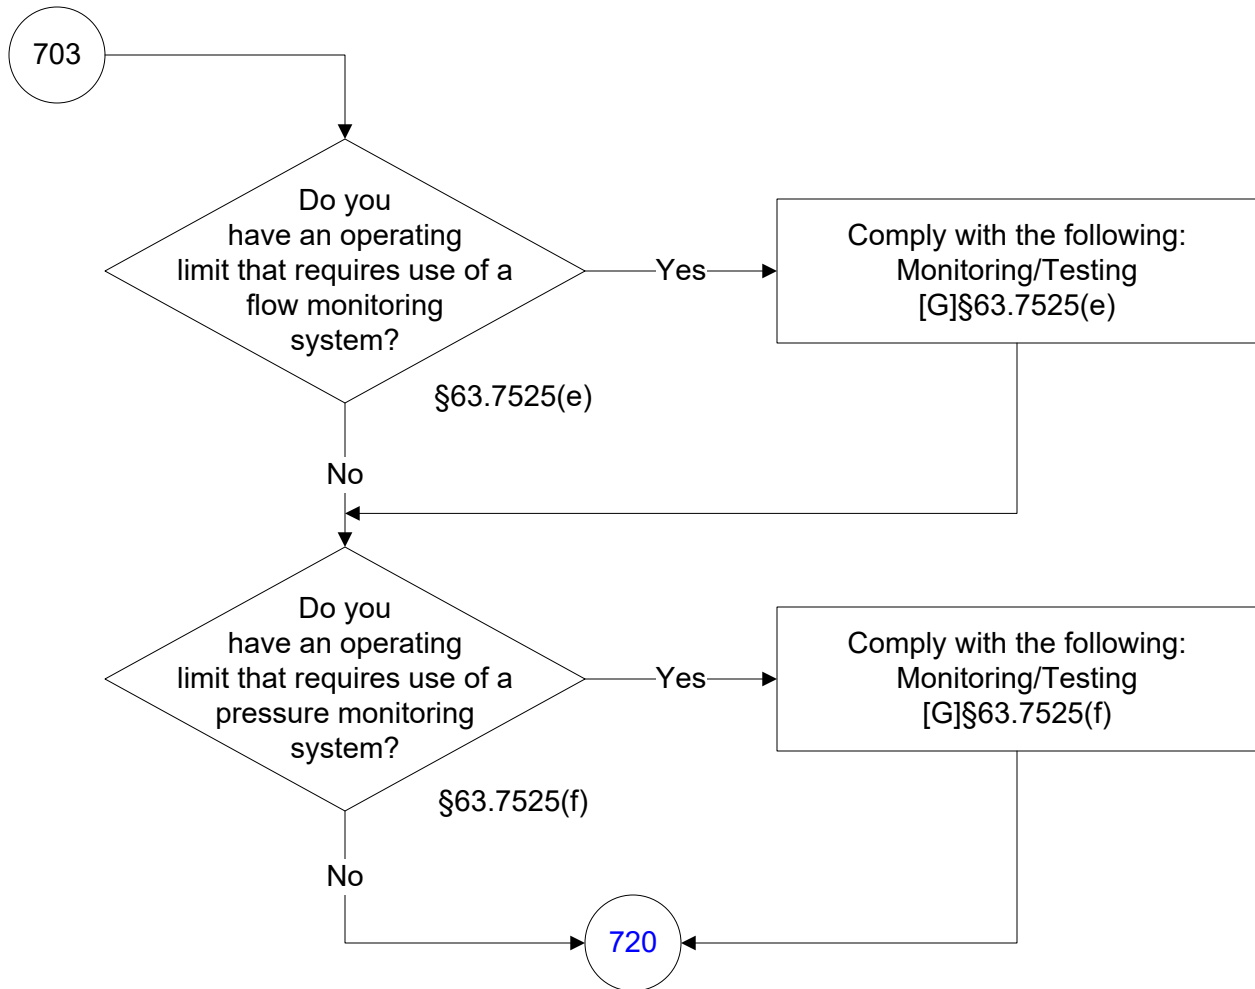 703
Do you
have an operating
limit that requires use of a
flow monitoring
system?
Yes
Comply with the following:
Monitoring/Testing
[G]§63.7525(e)
§63.7525(e)
No
Do you
have an operating
limit that requires use of a
pressure monitoring
system?
Yes
Comply with the following:
Monitoring/Testing
[G]§63.7525(f)
§63.7525(f)
No
720